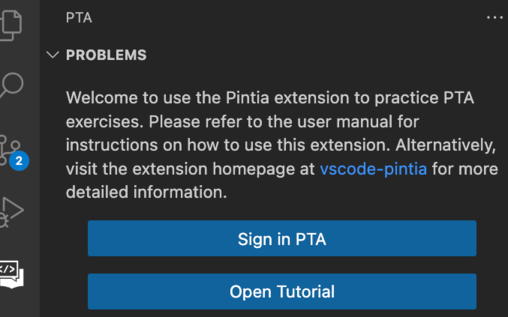 PTA
PROBLEMS
Welcome to use the Pintia extension to practice PTA
exercises. Please refer to the user manual for
instructions on how to use this extension. Alternatively,
visit the extension homepage at vscode-pintia for more
detailed information.
2
Sign in PTA
Open Tutorial